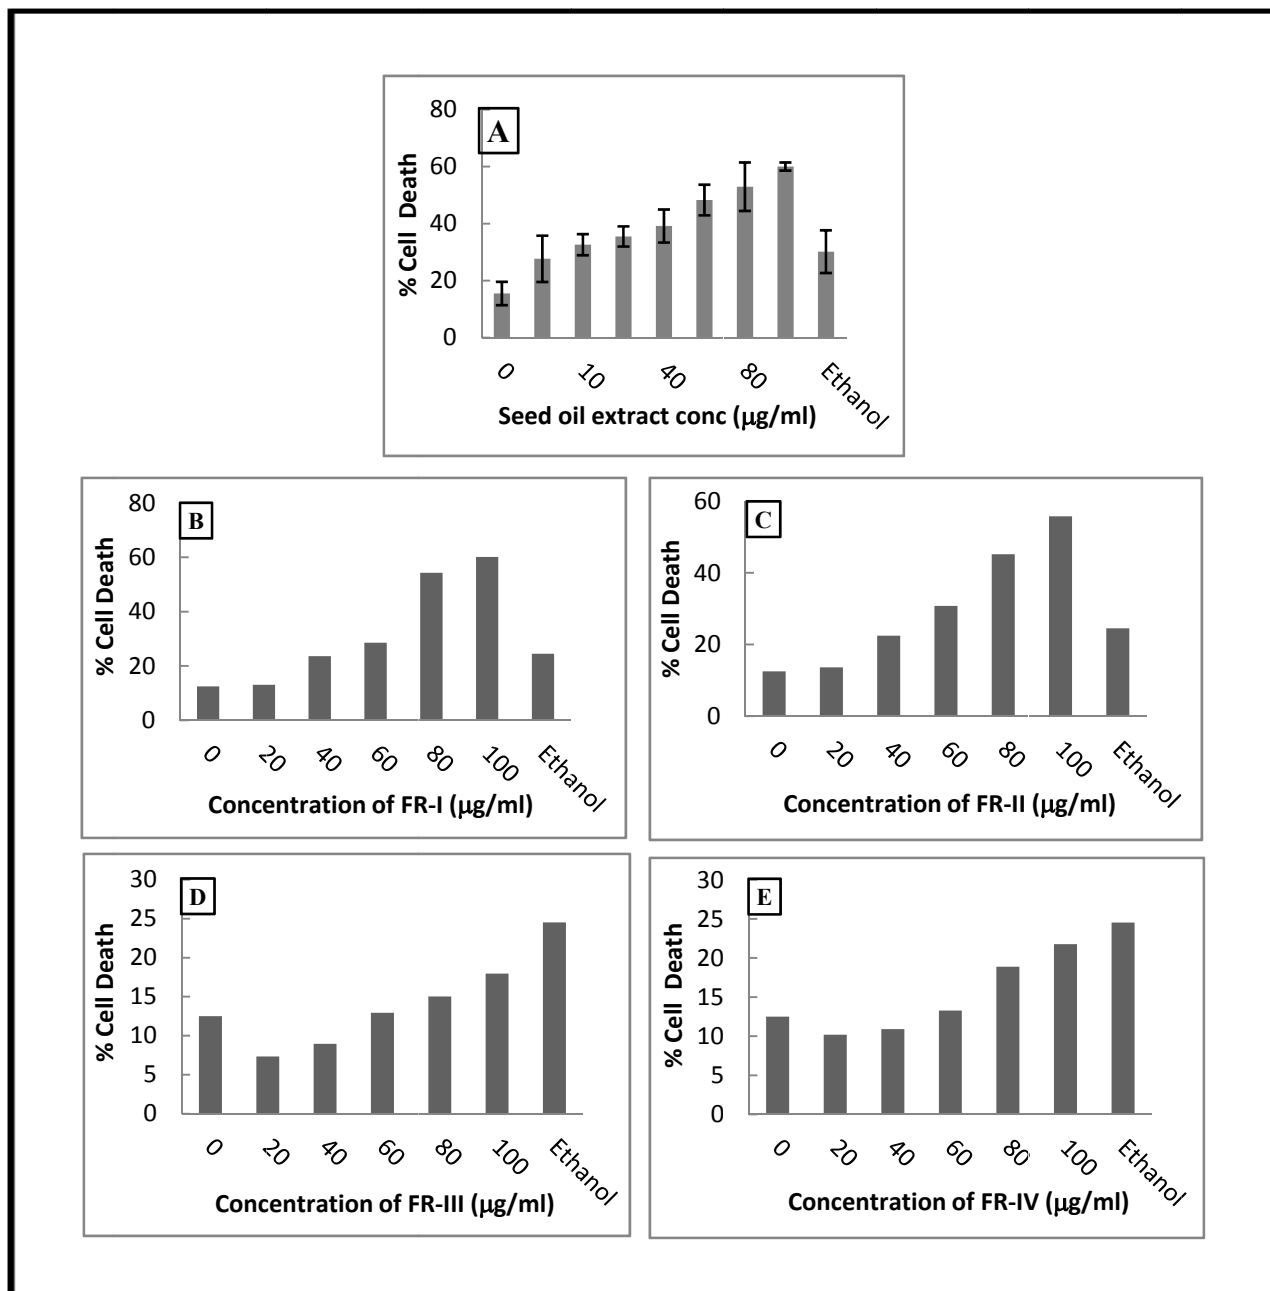 A
80
60
40
20
0
% Cell Death
0 10 40 80 Ethanol
Seed oil extract conc (µg/ml)
B
80
60
40
20
0
% Cell Death
0 20 40 60 80 100 Ethanol
Concentration of FR-I (µg/ml)
C
60
40
20
0
% Cell Death
0 20 40 60 80 100 Ethanol
Concentration of FR-II (µg/ml)
D
30
25
20
15
10
5
0
% Cell Death
0 20 40 60 80 100 Ethanol
Concentration of FR-III (µg/ml)
E
30
25
20
15
10
5
0
% Cell Death
0 20 40 60 80 100 Ethanol
Concentration of FR-IV (µg/ml)